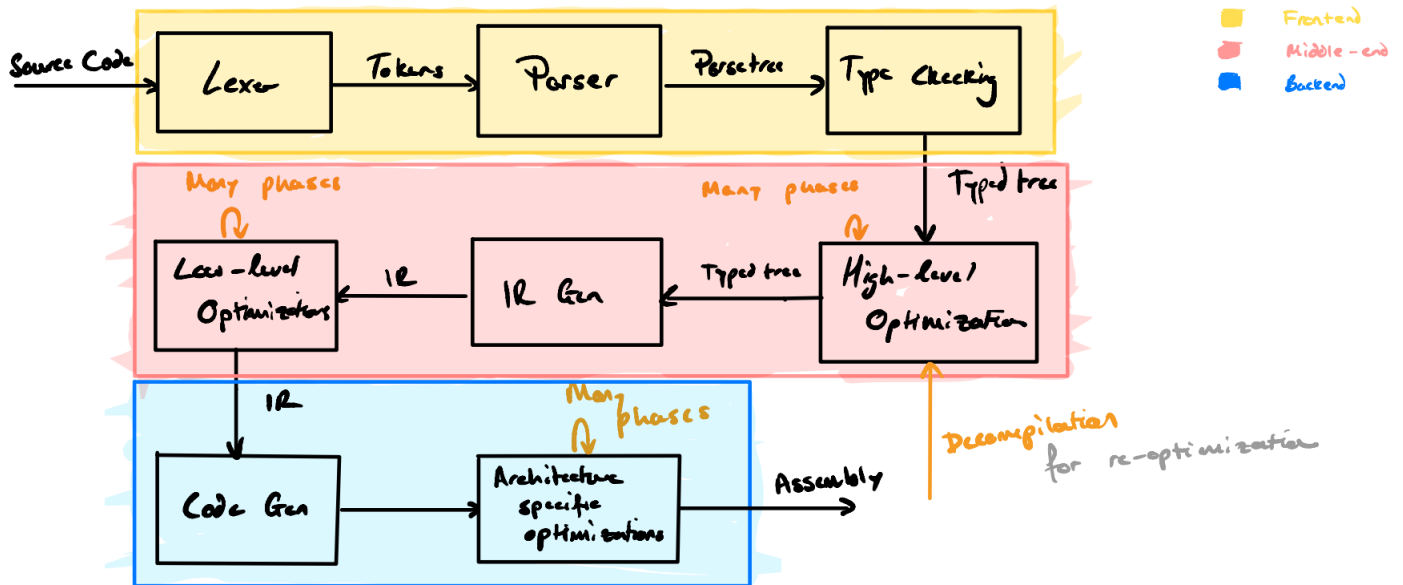 Source Code
Lexer
Tokens
Parser
Parsetree
Type Checking
Frontend
Middle-end
Backend
Typed tree
Many phases
Many phases
Low-level
Optimizations
IR
IR Gen
Typed tree
High-level
Optimization
IR
Many
phases
Code Gen
Architecture
specific
optimizations
Assembly
Decompilation
for re-optimization